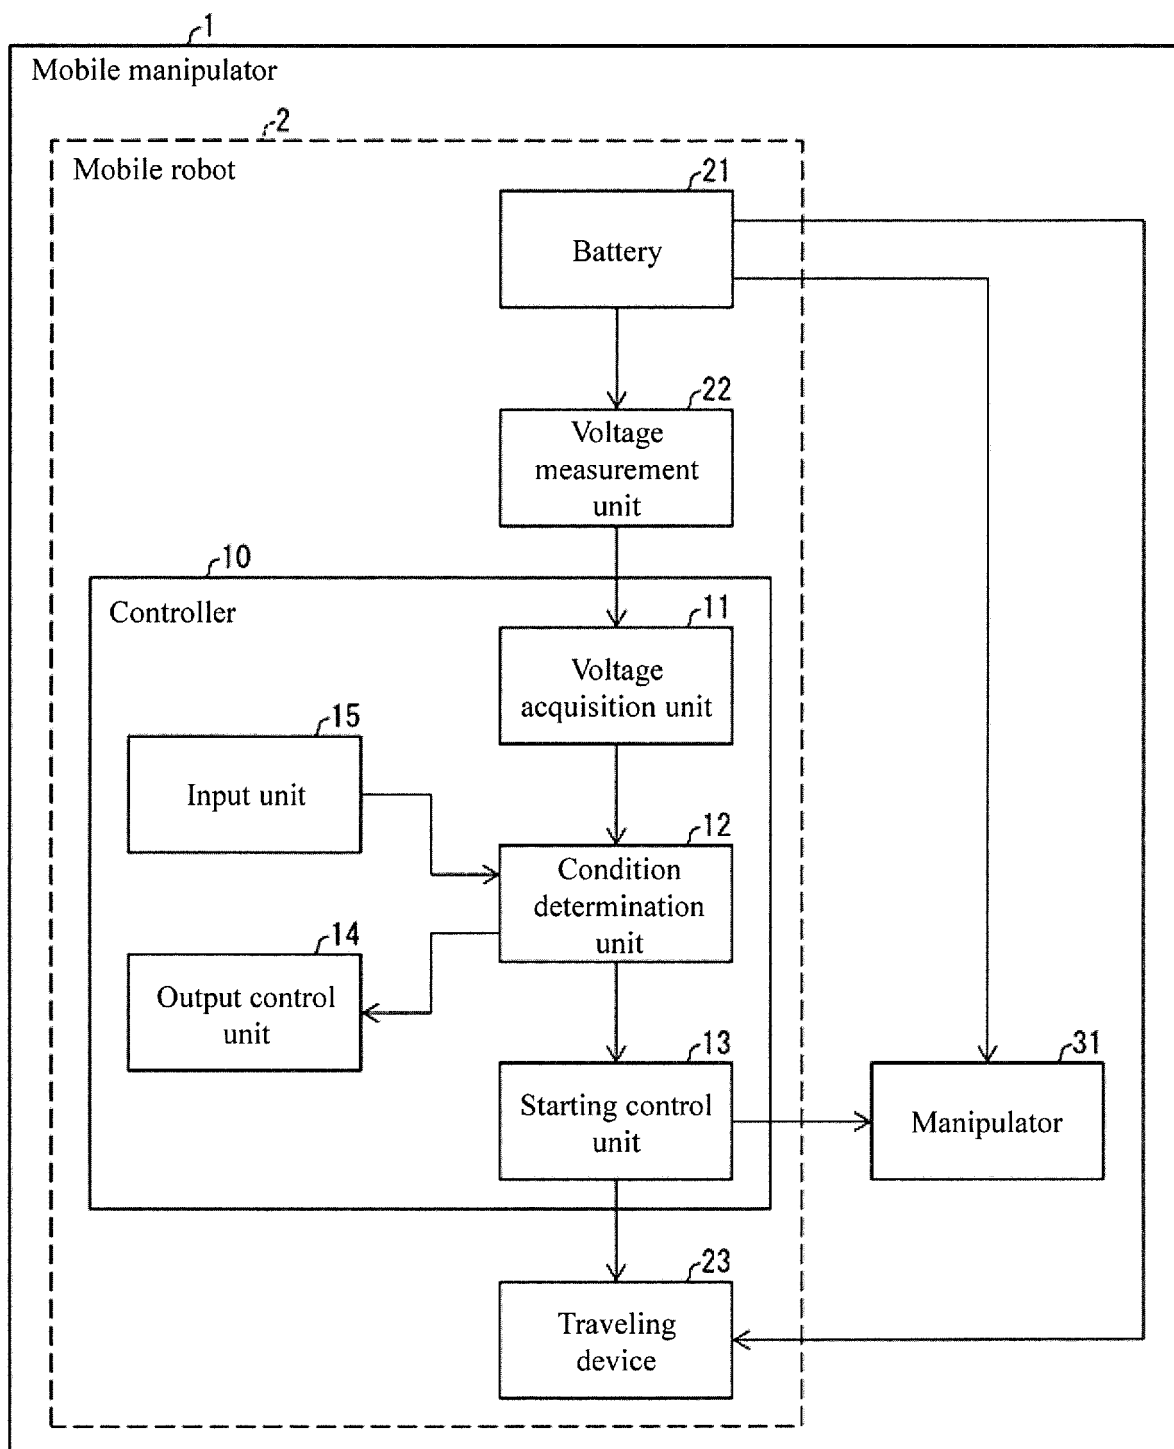 1
Mobile manipulator
2
Mobile robot
21
Battery
22
Voltage
measurement
unit
10
Controller
11
Voltage
acquisition unit
15
Input unit
12
Condition
determination
unit
14
Output control
unit
13
Starting control
unit
31
Manipulator
23
Traveling
device